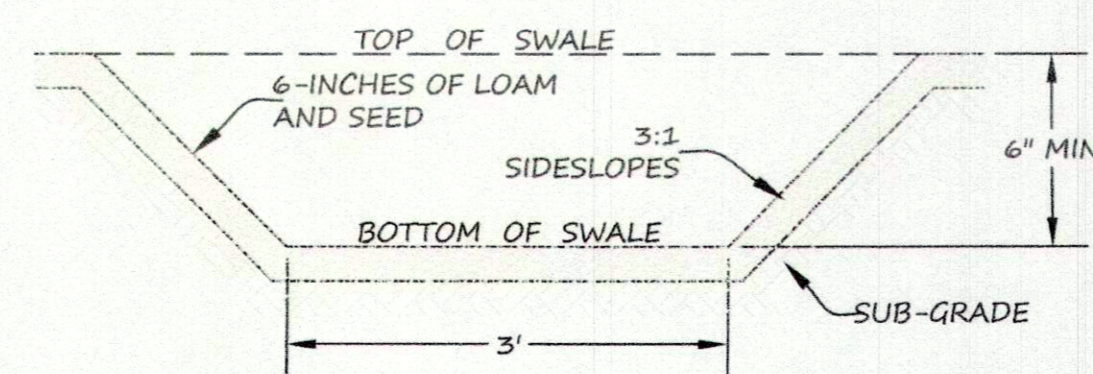 TOP OF SWALE
6-INCHES OF LOAM
AND SEED
3:1
SIDESLOPES
6" MIN
BOTTOM OF SWALE
SUB-GRADE
3'